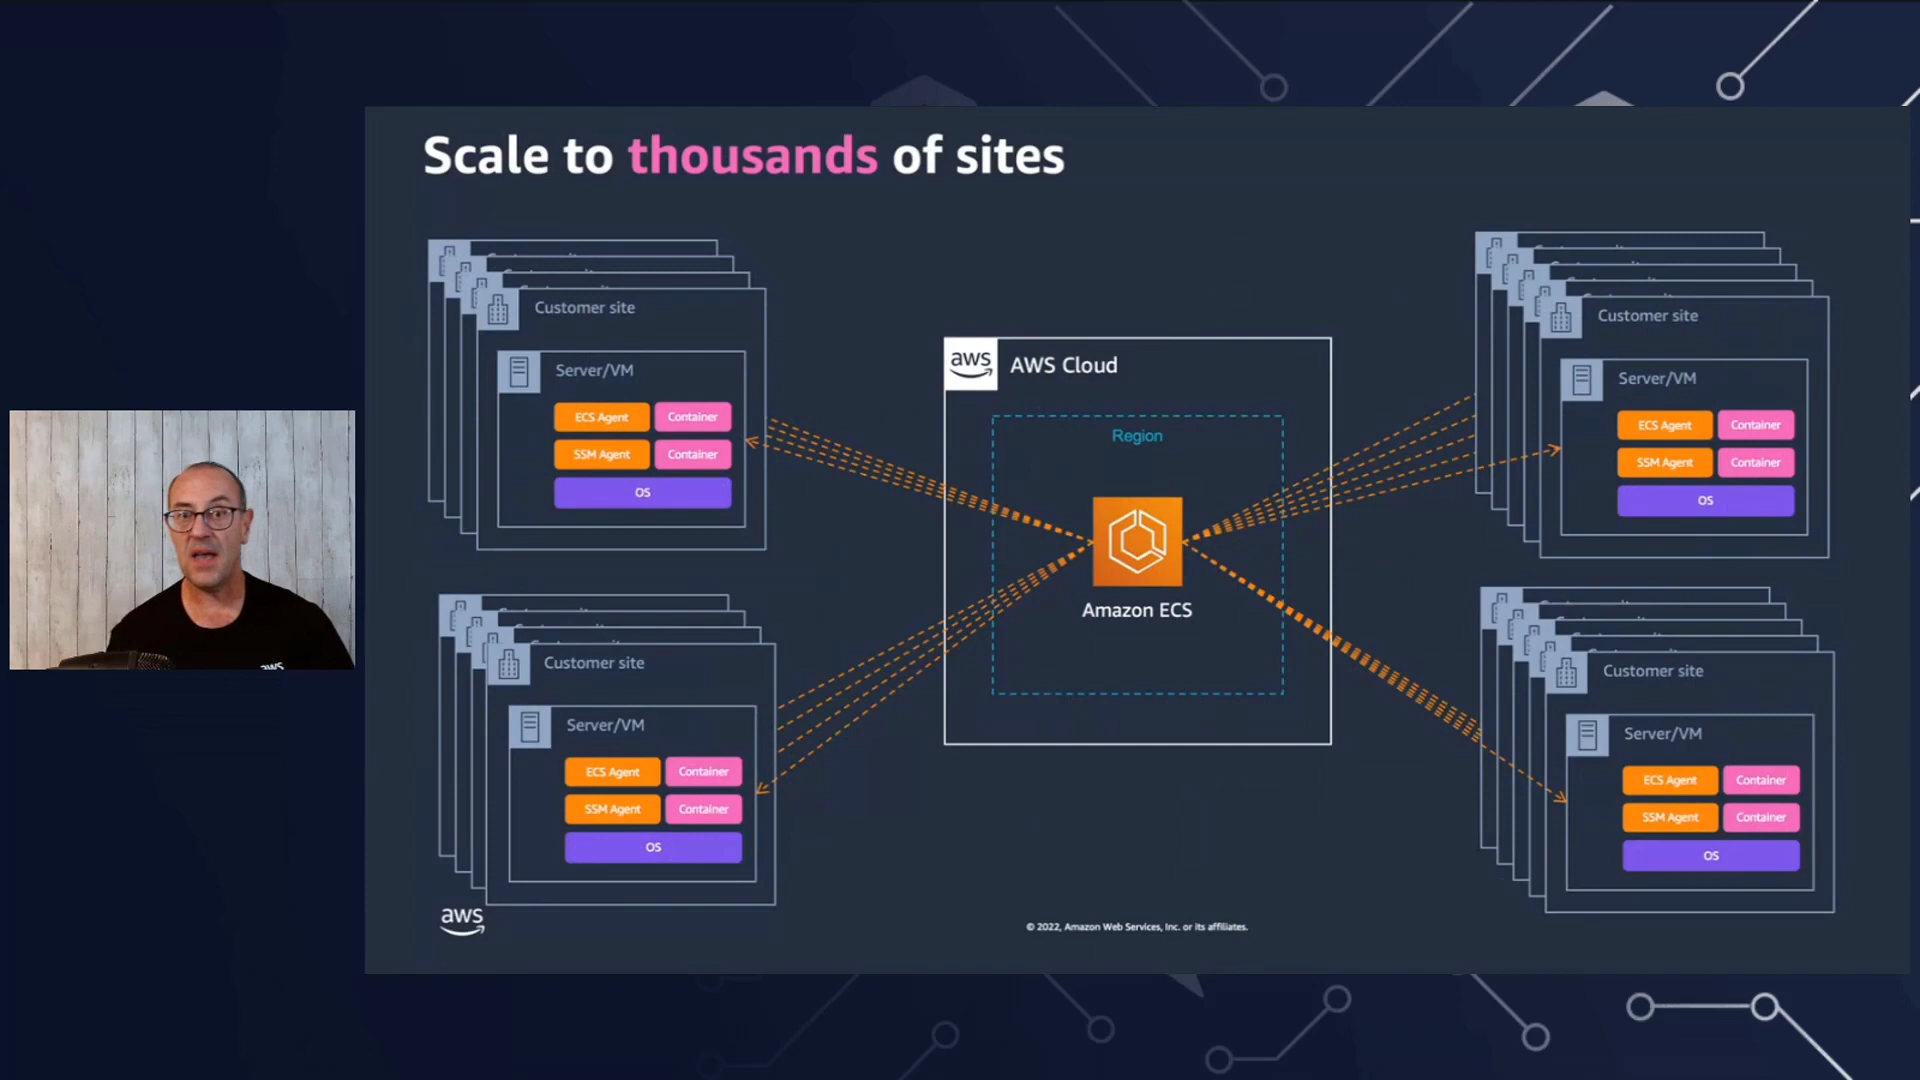 Scale to thousands of sites
Customer site
Server/VM
ECS Agent
Container
SSM Agent
Container
OS
Customer site
Server/VM
ECS Agent
Container
SSM Agent
Container
OS
aws
AWS Cloud
Region
Amazon ECS
Customer site
Server/VM
ECS Agent
Container
SSM Agent
Container
OS
Customer site
Server/VM
ECS Agent
Container
SSM Agent
Container
OS
aws
© 2022, Amazon Web Services, Inc. or its affiliates.
aws